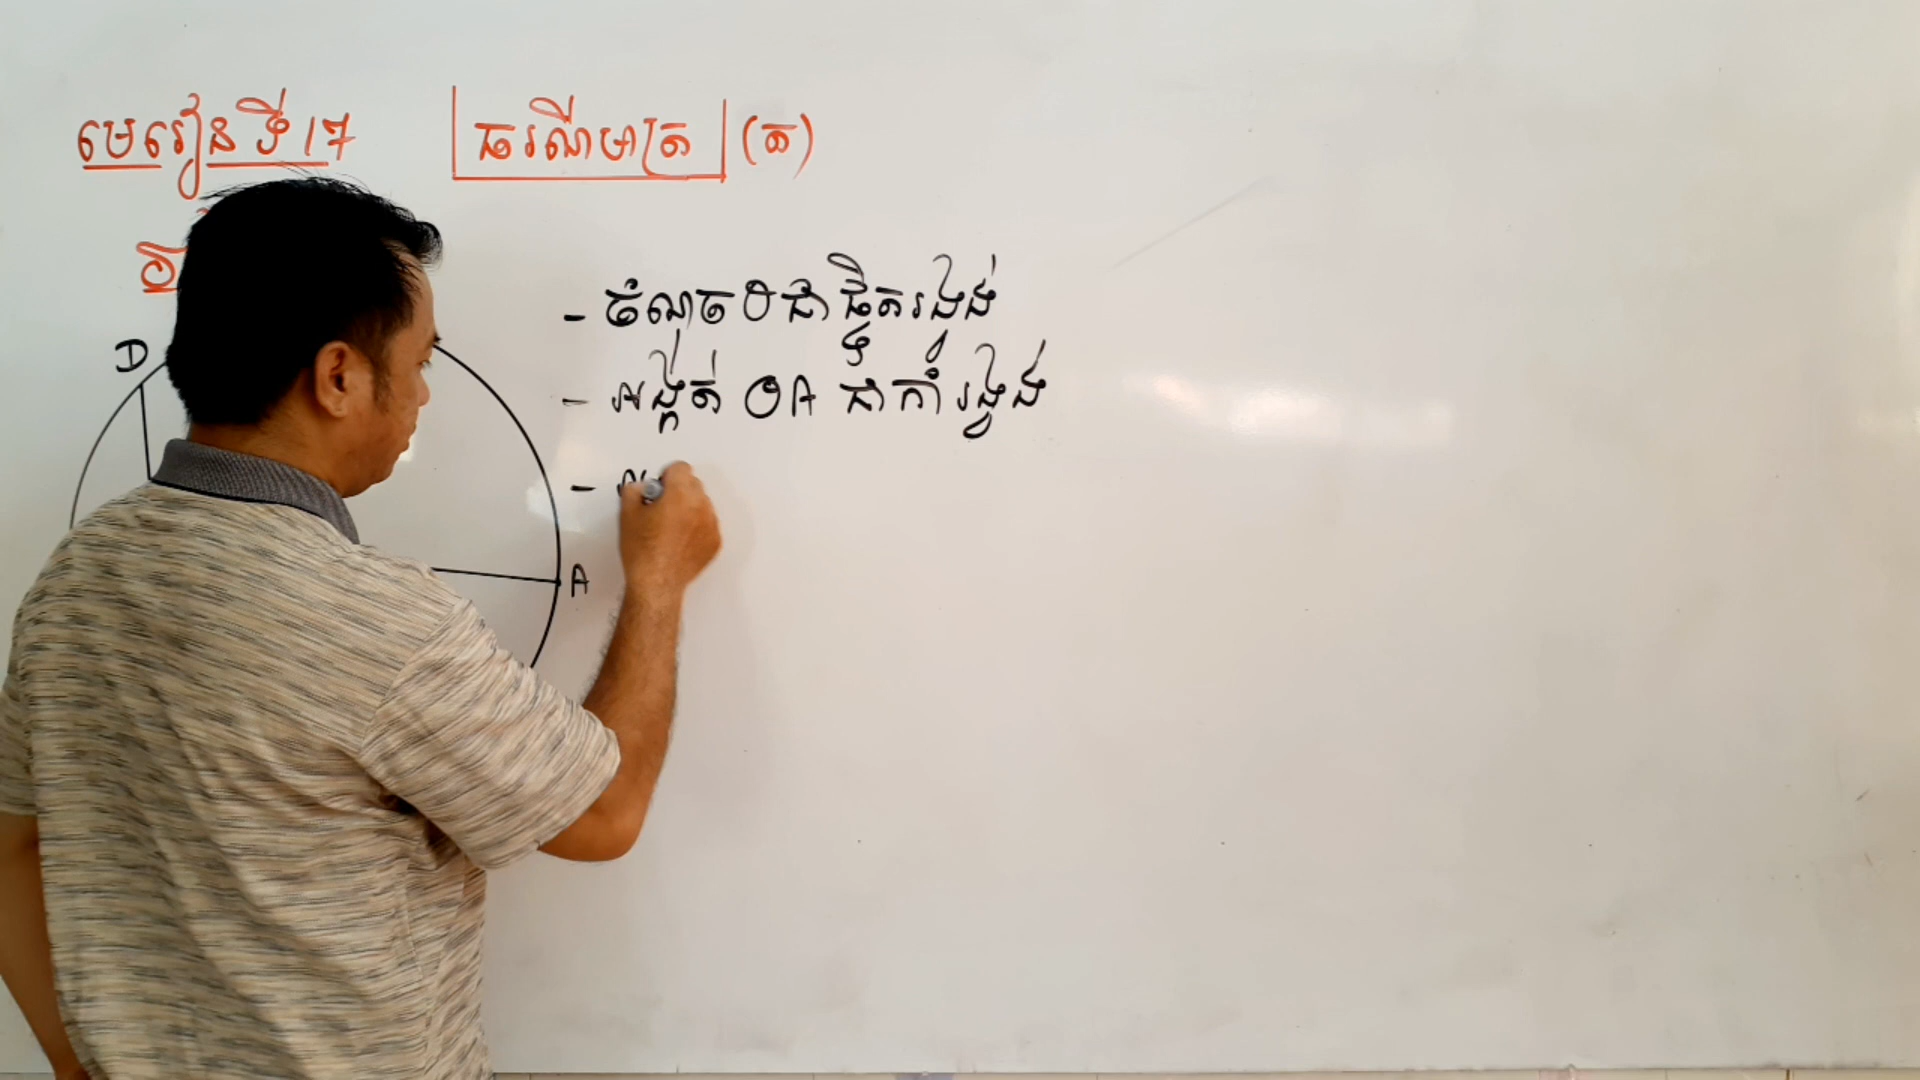 មេរៀនទី 17 ធរណីមាត្រ (ត)
D
- ចំណុច O ជាផ្ចិតរង្វង់
- អង្កត់ OA ជាកាំរង្វង់
-
A